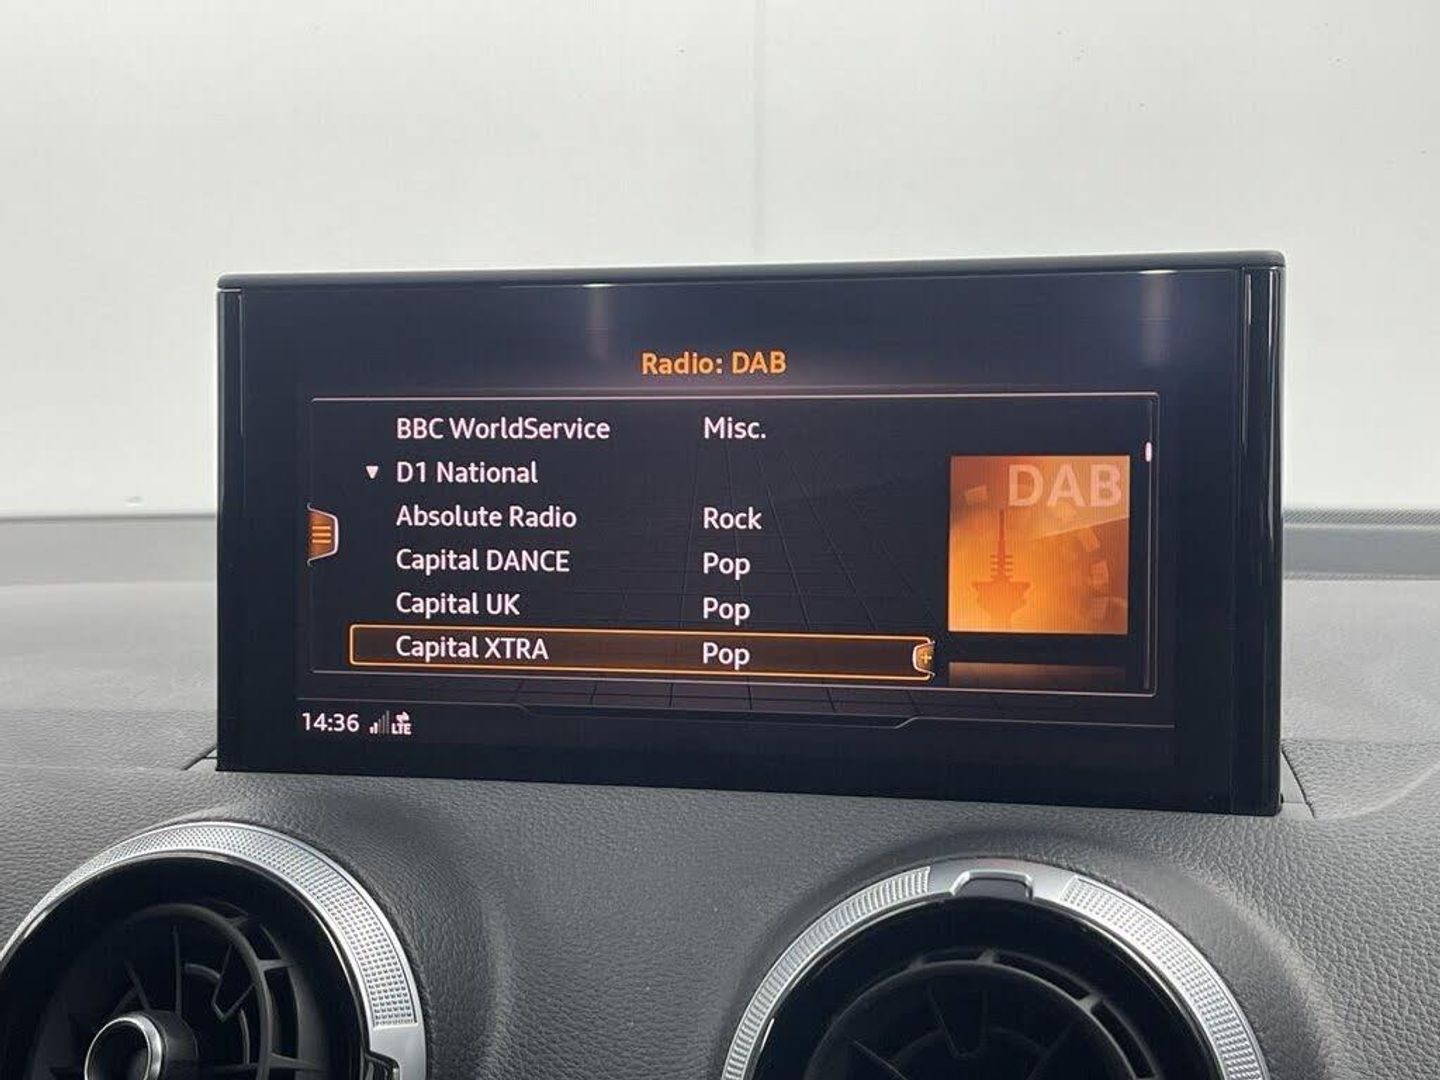 Radio: DAB
BBC WorldService Misc.
▼ D1 National
Absolute Radio Rock
Capital DANCE Pop
Capital UK Pop
Capital XTRA Pop
DAB
14:36 LTE